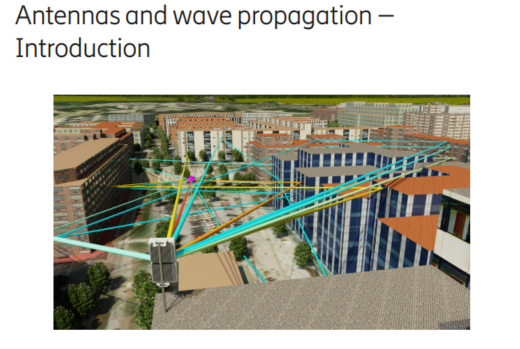 Antennas and wave propagation –
Introduction